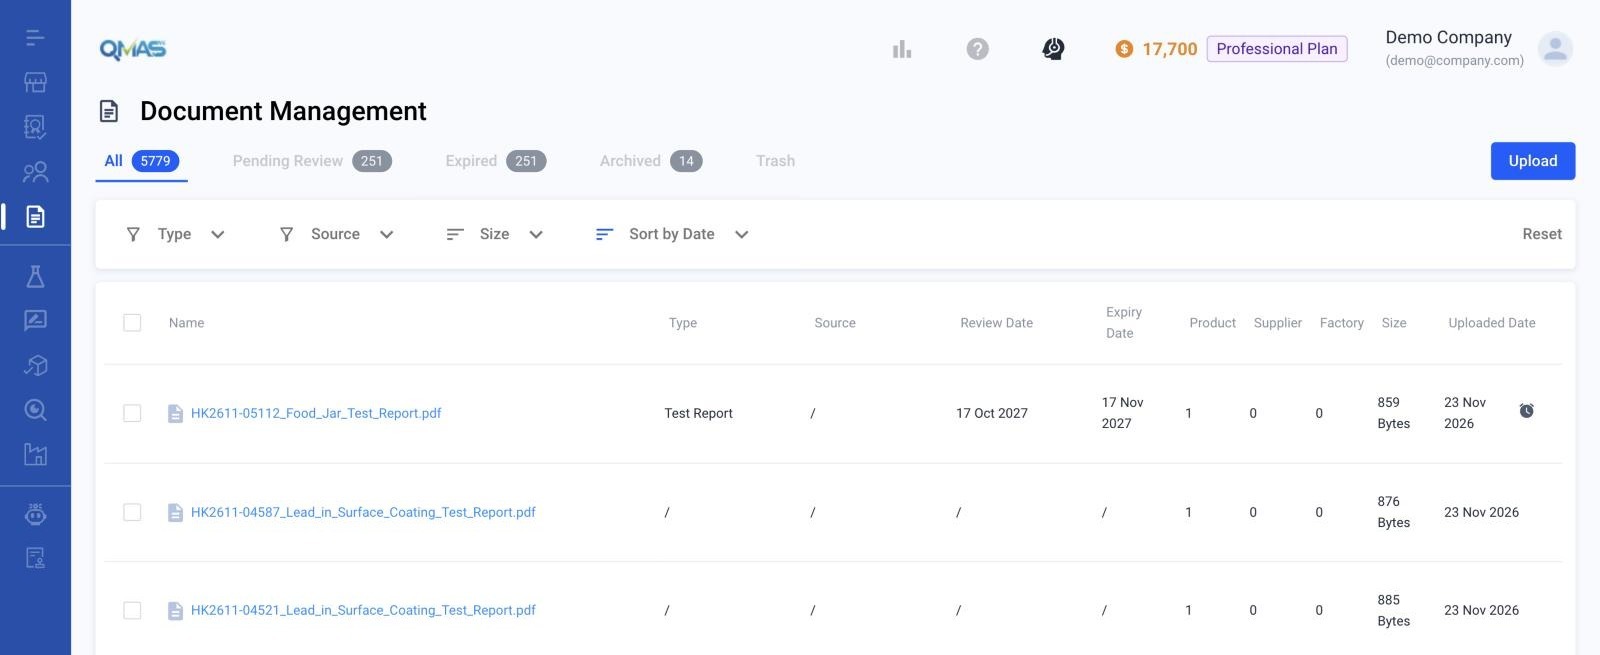 QMAS
17,700 Professional Plan
Demo Company
(demo@company.com)
Document Management
All 5779 Pending Review 251 Expired 251 Archived 14 Trash Upload
Type Source Size Sort by Date Reset
Name Type Source Review Date Expiry Date Product Supplier Factory Size Uploaded Date
HK2611-05112_Food_Jar_Test_Report.pdf Test Report / 17 Oct 2027 17 Nov 2027 1 0 0 859 Bytes 23 Nov 2026
HK2611-04587_Lead_in_Surface_Coating_Test_Report.pdf / / / / 1 0 0 876 Bytes 23 Nov 2026
HK2611-04521_Lead_in_Surface_Coating_Test_Report.pdf / / / / 1 0 0 885 Bytes 23 Nov 2026